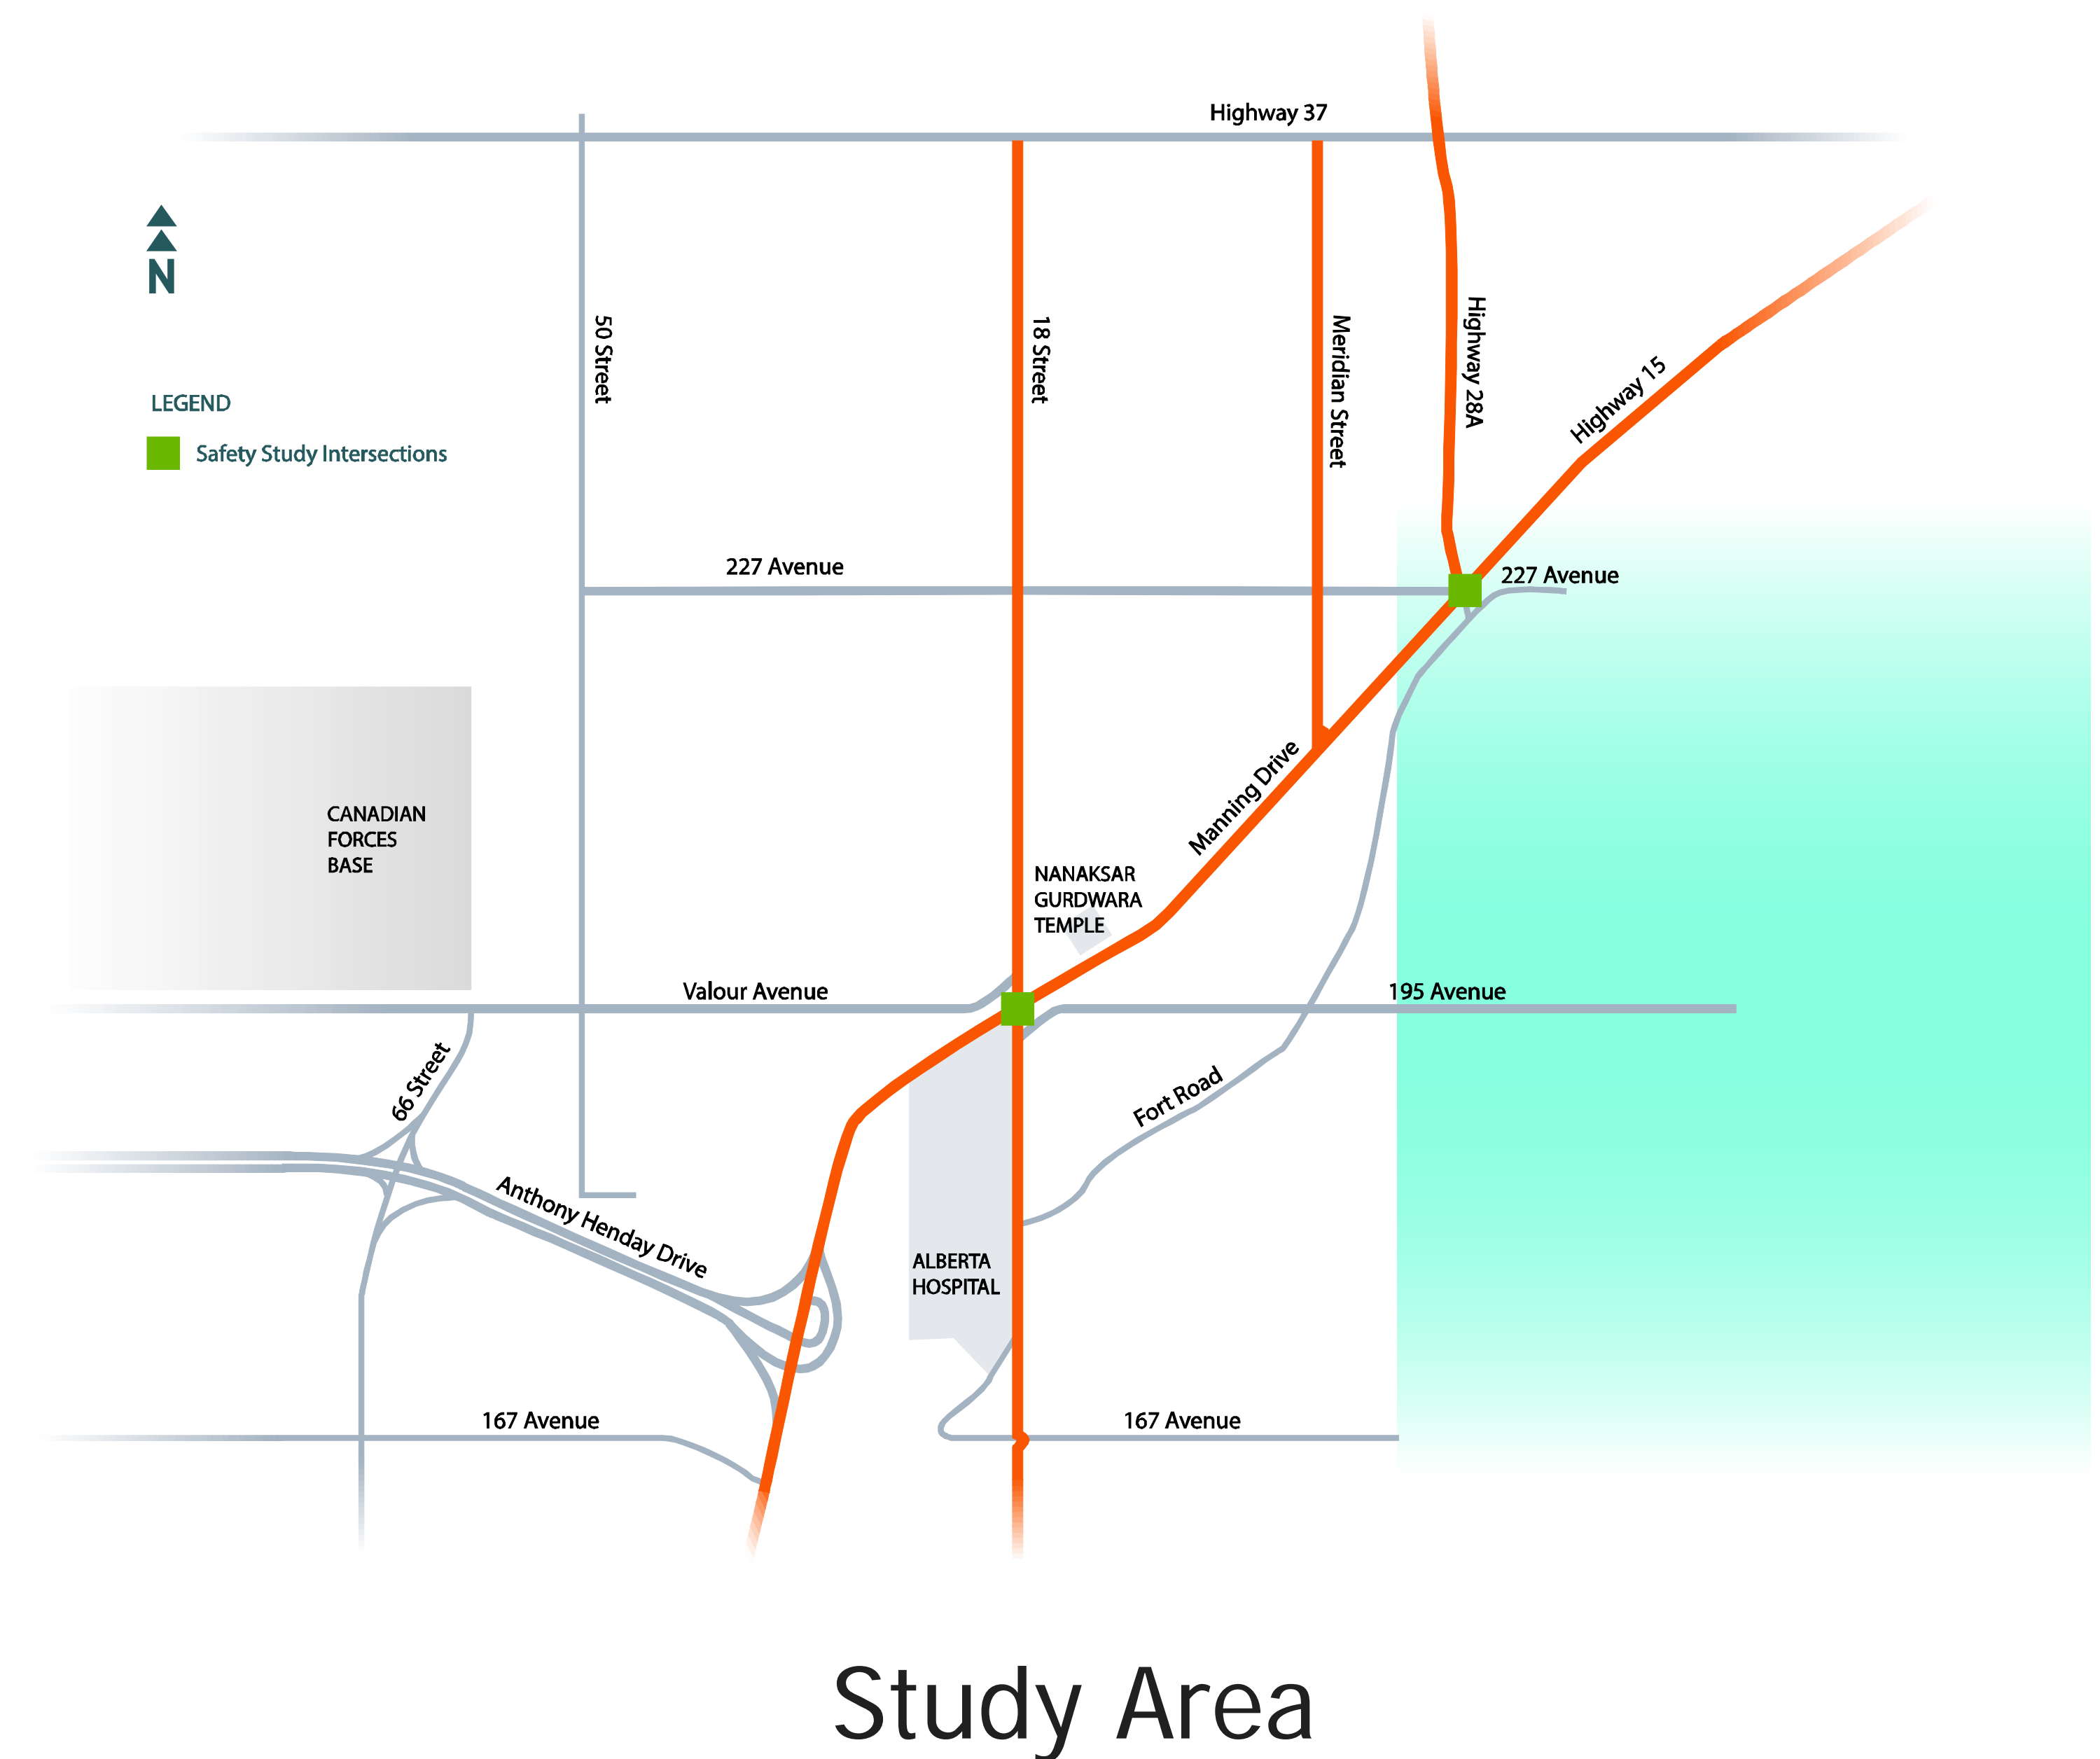 Highway 37
N
50 Street
18 Street
Meridian Street
Highway 28A
Highway 15
LEGEND
Safety Study Intersections
227 Avenue
227 Avenue
Manning Drive
CANADIAN
FORCES
BASE
NANAKSAR
GURDWARA
TEMPLE
Valour Avenue
195 Avenue
66 Street
Fort Road
Anthony Henday Drive
ALBERTA
HOSPITAL
167 Avenue
167 Avenue
Study Area